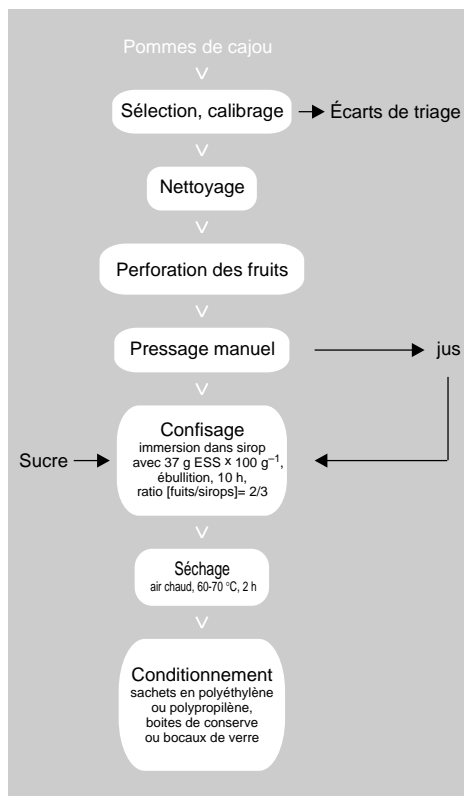 Pommes de cajou
Sélection, calibrage
Écarts de triage
Nettoyage
Perforation des fruits
Pressage manuel
jus
Confisage
immersion dans sirop
avec 37 g ESS x 100 g⁻¹,
ébullition, 10 h,
ratio [fuits/sirops]= 2/3
Sucre
Séchage
air chaud, 60-70 °C, 2 h
Conditionnement
sachets en polyéthylène
ou polypropilène,
boites de conserve
ou bocaux de verre